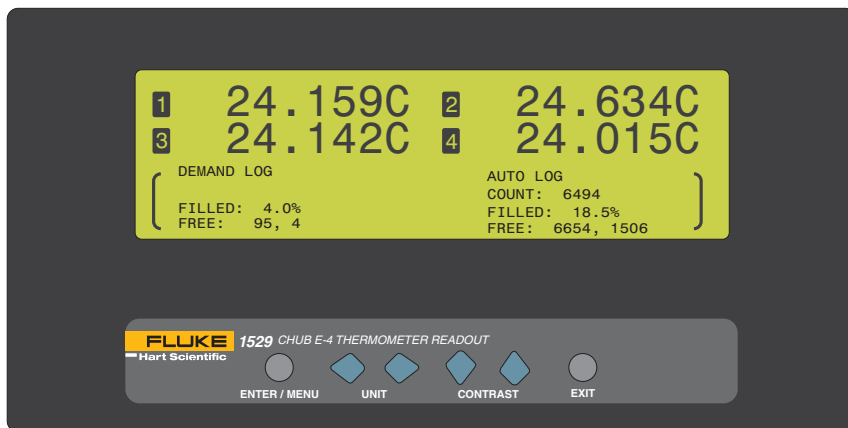 1 24.159C 2 24.634C
3 24.142C 4 24.015C
DEMAND LOG
FILLED: 4.0%
FREE: 95, 4
AUTO LOG
COUNT: 6494
FILLED: 18.5%
FREE: 6654, 1506
FLUKE
Hart Scientific
1529 CHUB E-4 THERMOMETER READOUT
ENTER / MENU UNIT CONTRAST EXIT